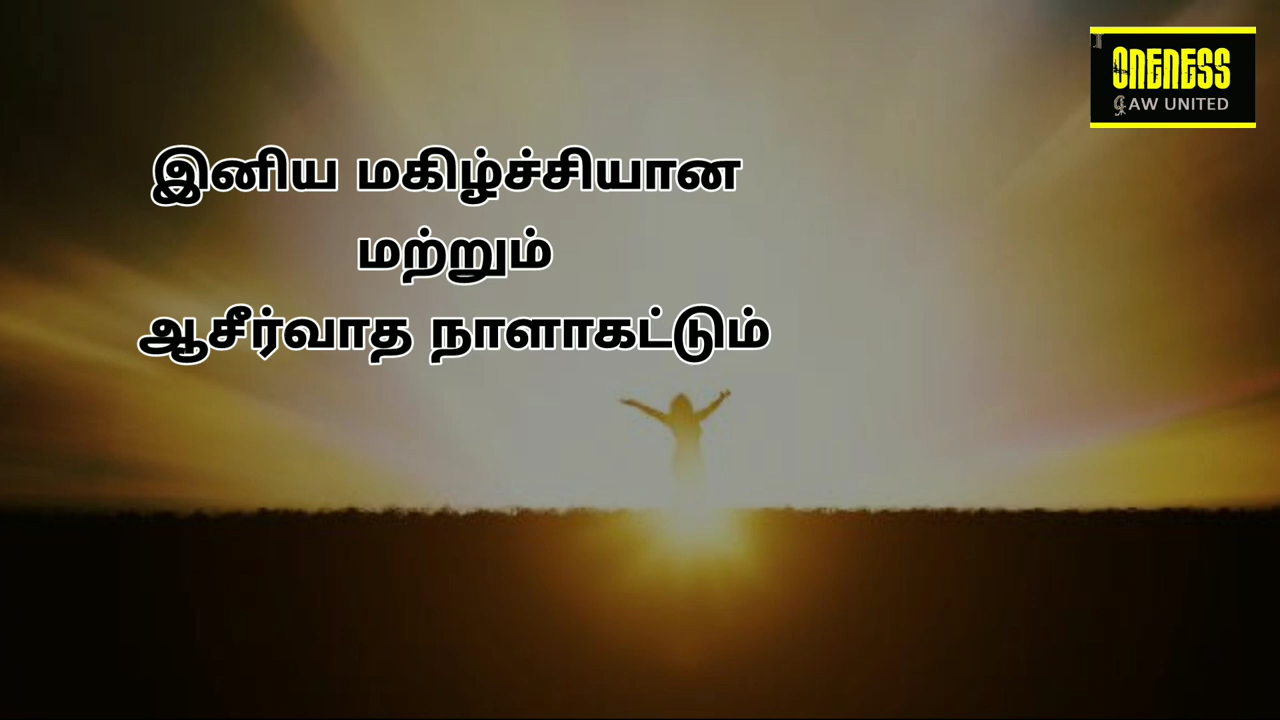 ONENESS
AW UNITED
இனிய மகிழ்ச்சியான
மற்றும்
ஆசீர்வாத நாளாகட்டும்